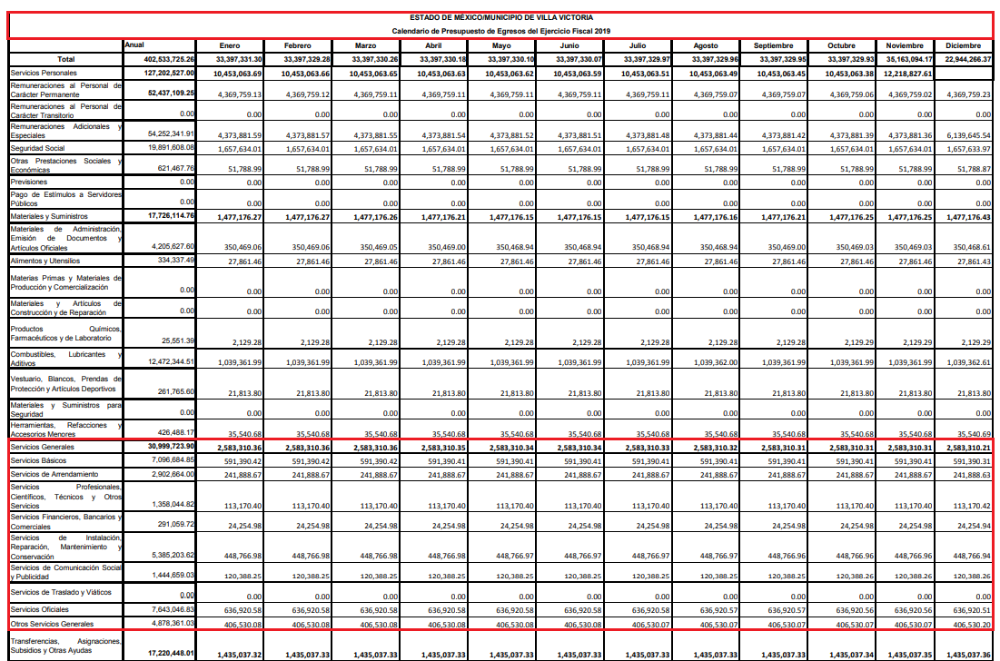 ESTADO DE MÉXICO/MUNICIPIO DE VILLA VICTORIA
Calendario de Presupuesto de Egresos del Ejercicio Fiscal 2019
Anual Enero Febrero Marzo Abril Mayo Junio Julio Agosto Septiembre Octubre Noviembre Diciembre
Total 402,533,725.26 33,397,331.30 33,397,329.28 33,397,330.26 33,397,330.18 33,397,330.10 33,397,330.07 33,397,329.97 33,397,329.96 33,397,329.95 33,397,329.93 35,163,094.17 22,944,266.37
Servicios Personales 127,202,527.00 10,453,063.69 10,453,063.66 10,453,063.65 10,453,063.63 10,453,063.62 10,453,063.59 10,453,063.51 10,453,063.49 10,453,063.45 10,453,063.38 12,218,827.61
Remuneraciones al Personal de
Carácter Permanente 52,437,109.25 4,369,759.13 4,369,759.12 4,369,759.11 4,369,759.11 4,369,759.11 4,369,759.11 4,369,759.11 4,369,759.07 4,369,759.07 4,369,759.06 4,369,759.02 4,369,759.23
Remuneraciones al Personal de
Carácter Transitorio 0.00 0.00 0.00 0.00 0.00 0.00 0.00 0.00 0.00 0.00 0.00 0.00 0.00
Remuneraciones Adicionales y
Especiales 54,252,341.91 4,373,881.59 4,373,881.57 4,373,881.55 4,373,881.54 4,373,881.52 4,373,881.51 4,373,881.48 4,373,881.44 4,373,881.42 4,373,881.39 4,373,881.36 6,139,645.54
Seguridad Social 19,891,608.08 1,657,634.01 1,657,634.01 1,657,634.01 1,657,634.01 1,657,634.01 1,657,634.01 1,657,634.01 1,657,634.01 1,657,634.01 1,657,634.01 1,657,634.01 1,657,633.97
Otras Prestaciones Sociales y
Económicas 621,467.76 51,788.99 51,788.99 51,788.99 51,788.99 51,788.99 51,788.99 51,788.99 51,788.99 51,788.99 51,788.99 51,788.99 51,788.87
Previsiones 0.00 0.00 0.00 0.00 0.00 0.00 0.00 0.00 0.00 0.00 0.00 0.00 0.00
Pago de Estímulos a Servidores
Públicos 0.00 0.00 0.00 0.00 0.00 0.00 0.00 0.00 0.00 0.00 0.00 0.00 0.00
Materiales y Suministros 17,726,114.76 1,477,176.27 1,477,176.27 1,477,176.26 1,477,176.21 1,477,176.15 1,477,176.15 1,477,176.15 1,477,176.16 1,477,176.21 1,477,176.25 1,477,176.25 1,477,176.43
Materiales de Administración,
Emisión de Documentos y
Artículos Oficiales 4,205,627.60 350,469.06 350,469.06 350,469.05 350,469.00 350,468.94 350,468.94 350,468.94 350,468.94 350,469.00 350,469.03 350,469.03 350,468.61
Alimentos y Utensilios 334,337.49 27,861.46 27,861.46 27,861.46 27,861.46 27,861.46 27,861.46 27,861.46 27,861.46 27,861.46 27,861.46 27,861.46 27,861.43
Materias Primas y Materiales de
Producción y Comercialización 0.00 0.00 0.00 0.00 0.00 0.00 0.00 0.00 0.00 0.00 0.00 0.00 0.00
Materiales y Artículos de
Construcción y de Reparación 0.00 0.00 0.00 0.00 0.00 0.00 0.00 0.00 0.00 0.00 0.00 0.00 0.00
Productos Químicos,
Farmacéuticos y de Laboratorio 25,551.39 2,129.28 2,129.28 2,129.28 2,129.28 2,129.28 2,129.28 2,129.28 2,129.28 2,129.28 2,129.29 2,129.29 2,129.29
Combustibles, Lubricantes y
Aditivos 12,472,344.51 1,039,361.99 1,039,361.99 1,039,361.99 1,039,361.99 1,039,361.99 1,039,361.99 1,039,361.99 1,039,362.00 1,039,361.99 1,039,361.99 1,039,361.99 1,039,362.61
Vestuario, Blancos, Prendas de
Protección y Artículos Deportivos 261,765.60 21,813.80 21,813.80 21,813.80 21,813.80 21,813.80 21,813.80 21,813.80 21,813.80 21,813.80 21,813.80 21,813.80 21,813.80
Materiales y Suministros para
Seguridad 0.00 0.00 0.00 0.00 0.00 0.00 0.00 0.00 0.00 0.00 0.00 0.00 0.00
Herramientas, Refacciones y
Accesorios Menores 426,488.17 35,540.68 35,540.68 35,540.68 35,540.68 35,540.68 35,540.68 35,540.68 35,540.68 35,540.68 35,540.68 35,540.68 35,540.69
Servicios Generales 30,999,723.90 2,583,310.36 2,583,310.36 2,583,310.36 2,583,310.35 2,583,310.34 2,583,310.34 2,583,310.33 2,583,310.32 2,583,310.31 2,583,310.31 2,583,310.31 2,583,310.21
Servicios Básicos 7,096,684.85 591,390.42 591,390.42 591,390.42 591,390.41 591,390.41 591,390.41 591,390.41 591,390.41 591,390.41 591,390.41 591,390.41 591,390.31
Servicios de Arrendamiento 2,902,664.00 241,888.67 241,888.67 241,888.67 241,888.67 241,888.67 241,888.67 241,888.67 241,888.67 241,888.67 241,888.67 241,888.67 241,888.63
Servicios Profesionales,
Científicos, Técnicos y Otros
Servicios 1,358,044.82 113,170.40 113,170.40 113,170.40 113,170.40 113,170.40 113,170.40 113,170.40 113,170.40 113,170.40 113,170.40 113,170.40 113,170.42
Servicios Financieros, Bancarios y
Comerciales 291,059.72 24,254.98 24,254.98 24,254.98 24,254.98 24,254.98 24,254.98 24,254.98 24,254.98 24,254.98 24,254.98 24,254.98 24,254.94
Servicios de Instalación,
Reparación, Mantenimiento y
Conservación 5,385,203.62 448,766.98 448,766.98 448,766.98 448,766.98 448,766.97 448,766.97 448,766.97 448,766.97 448,766.96 448,766.96 448,766.96 448,766.94
Servicios de Comunicación Social
y Publicidad 1,444,659.03 120,388.25 120,388.25 120,388.25 120,388.25 120,388.25 120,388.25 120,388.25 120,388.25 120,388.25 120,388.26 120,388.26 120,388.26
Servicios de Traslado y Viáticos 0.00 0.00 0.00 0.00 0.00 0.00 0.00 0.00 0.00 0.00 0.00 0.00 0.00
Servicios Oficiales 7,643,046.83 636,920.58 636,920.58 636,920.58 636,920.58 636,920.58 636,920.58 636,920.58 636,920.57 636,920.57 636,920.56 636,920.56 636,920.51
Otros Servicios Generales 4,878,361.03 406,530.08 406,530.08 406,530.08 406,530.08 406,530.08 406,530.07 406,530.07 406,530.07 406,530.07 406,530.07 406,530.07 406,530.20
Transferencias, Asignaciones,
Subsidios y Otras Ayudas 17,220,448.01 1,435,037.32 1,435,037.33 1,435,037.33 1,435,037.33 1,435,037.33 1,435,037.33 1,435,037.33 1,435,037.33 1,435,037.33 1,435,037.33 1,435,037.33 1,435,037.36